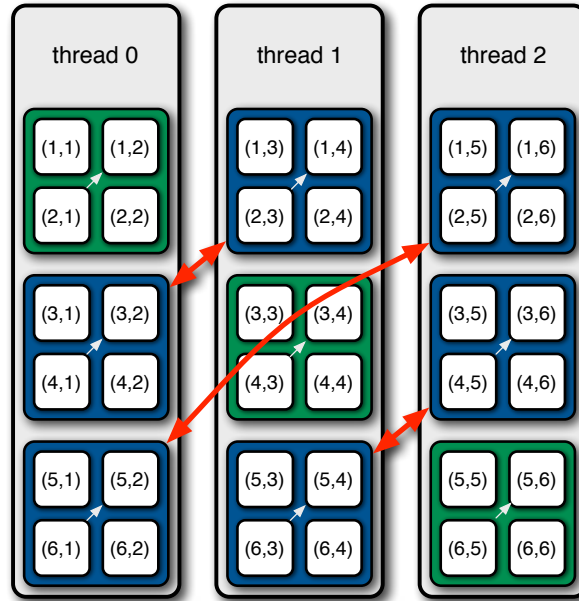 thread 0 thread 1 thread 2
(1,1) (1,2) (1,3) (1,4) (1,5) (1,6)
(2,1) (2,2) (2,3) (2,4) (2,5) (2,6)
(3,1) (3,2) (3,3) (3,4) (3,5) (3,6)
(4,1) (4,2) (4,3) (4,4) (4,5) (4,6)
(5,1) (5,2) (5,3) (5,4) (5,5) (5,6)
(6,1) (6,2) (6,3) (6,4) (6,5) (6,6)